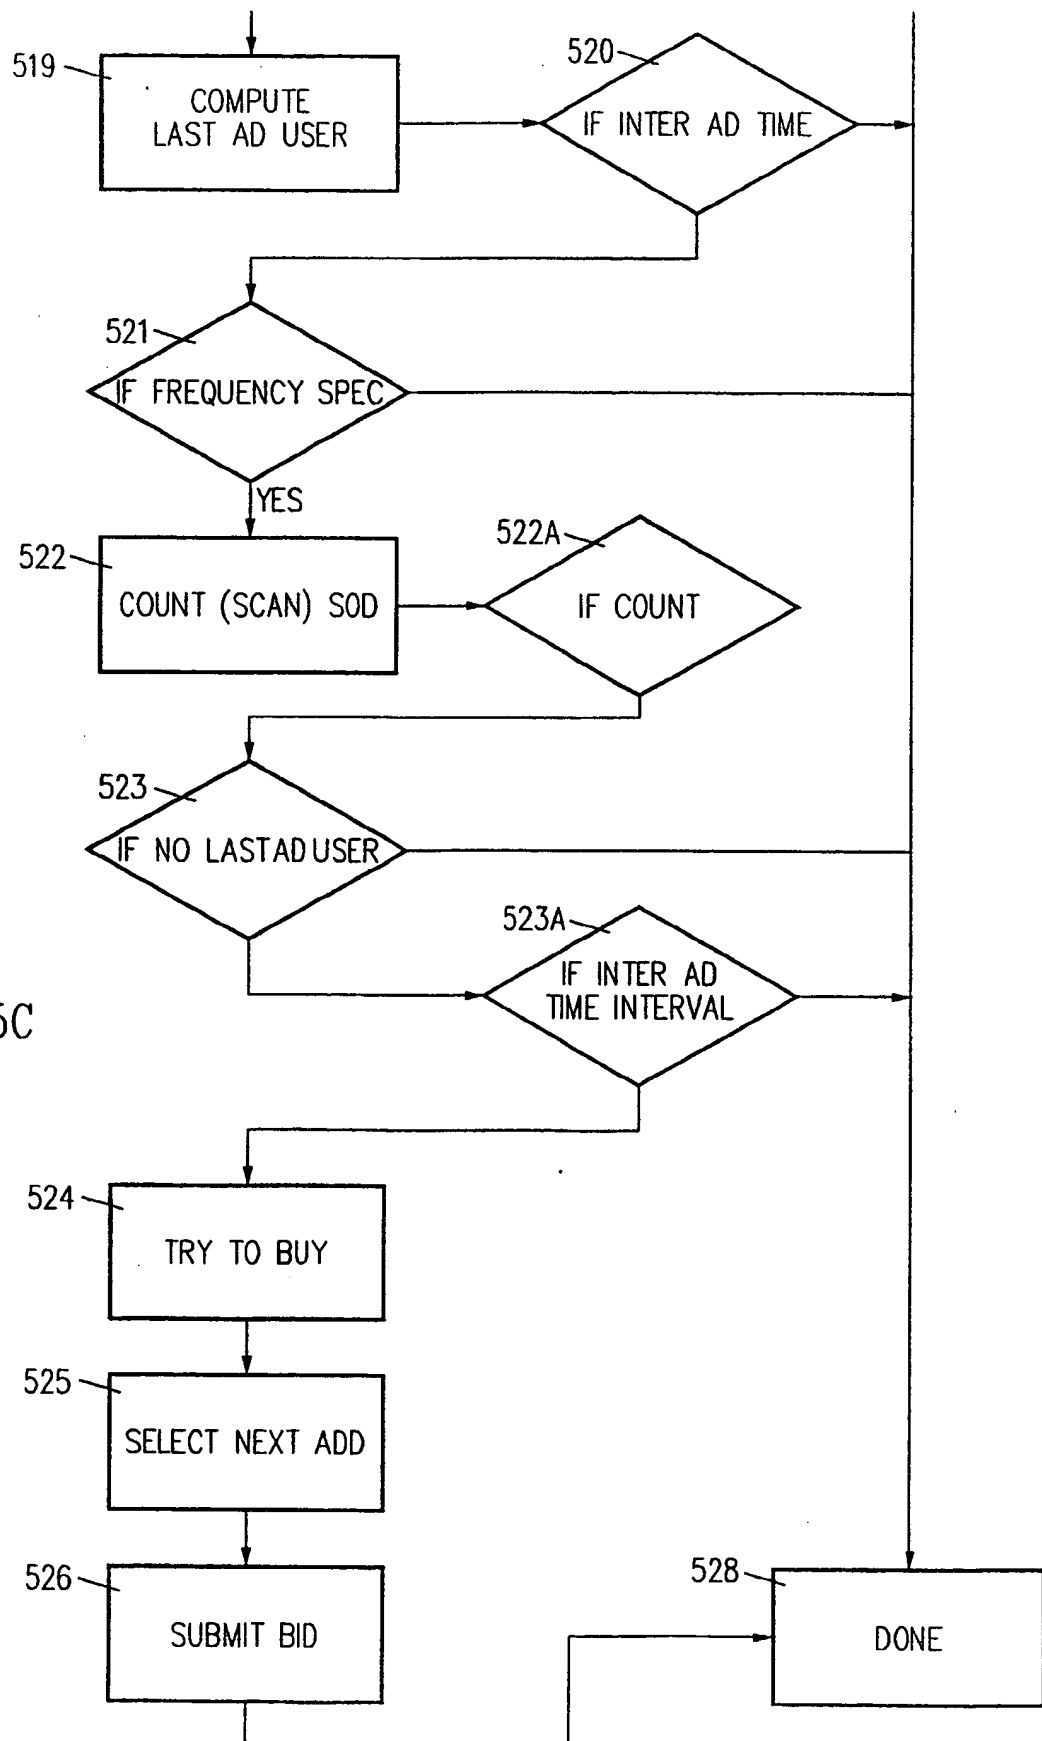 519
COMPUTE
LAST AD USER
520
IF INTER AD TIME
521
IF FREQUENCY SPEC
YES
522
COUNT (SCAN) SOD
522A
IF COUNT
523
IF NO LAST AD USER
523A
IF INTER AD
TIME INTERVAL
524
TRY TO BUY
525
SELECT NEXT ADD
526
SUBMIT BID
528
DONE